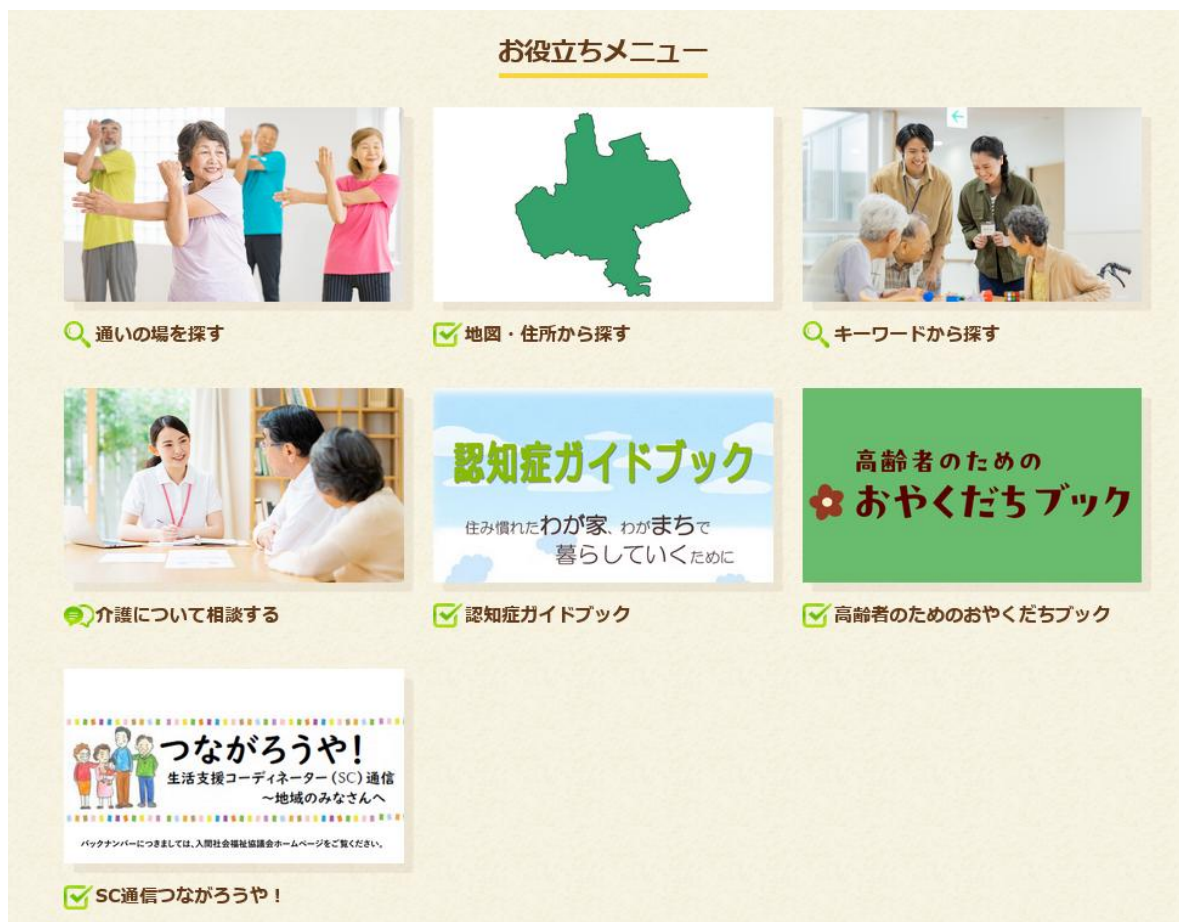 お役立ちメニュー
通いの場を探す
地図・住所から探す
キーワードから探す
認知症ガイドブック
住み慣れたわが家、わがまちで
暮らしていくために
高齢者のための
おやくだちブック
介護について相談する
認知症ガイドブック
高齢者のためのおやくだちブック
つながろうや!
生活支援コーディネーター(SC)通信
~地域のみなさんへ
バックナンバーにつきましては、入間社会福祉協議会ホームページをご覧ください。
SC通信つながろうや!